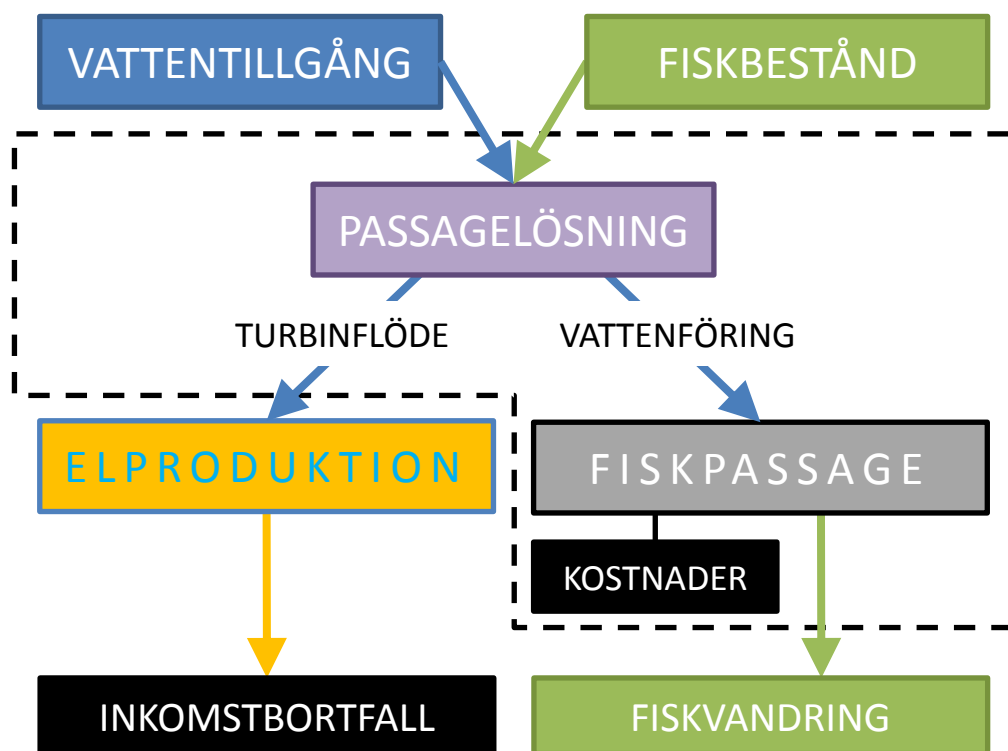 VATTENTILLGÅNG
FISKBESTÅND
PASSAGELÖSNING
TURBINFLÖDE
VATTENFÖRING
ELPRODUKTION
FISKPASSAGE
KOSTNADER
INKOMSTBORTFALL
FISKVANDRING